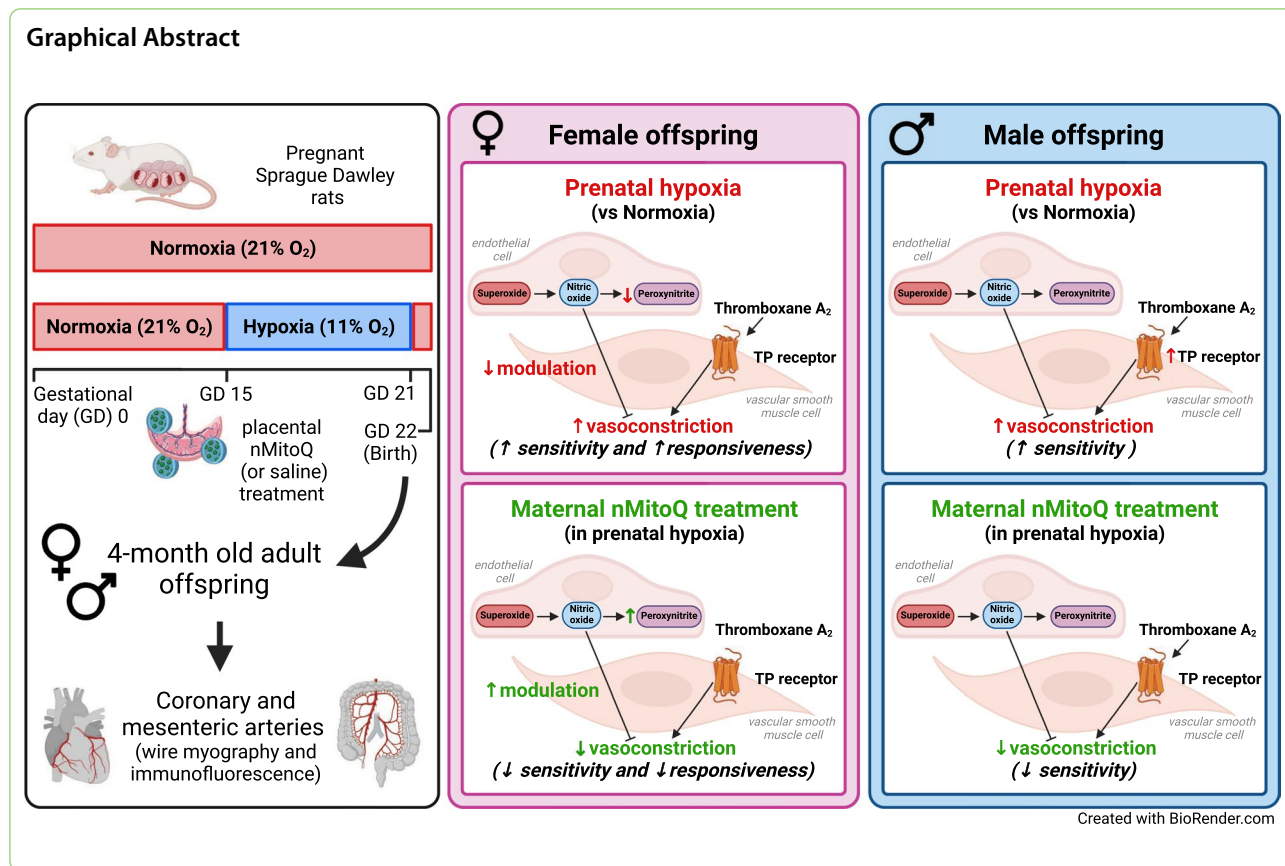 Graphical Abstract
Pregnant
Sprague Dawley
rats
Normoxia (21% O₂)
Normoxia (21% O₂)
Hypoxia (11% O₂)
Gestational
day (GD) 0
GD 15
GD 21
placental
nMitoQ
(or saline)
treatment
GD 22
(Birth)
4-month old adult
offspring
Coronary and
mesenteric arteries
(wire myography and
immunofluorescence)
♀ Female offspring
Prenatal hypoxia
(vs Normoxia)
endothelial
cell
Superoxide
Nitric
oxide
↓
Peroxynitrite
Thromboxane A₂
TP receptor
↓modulation
vascular smooth
muscle cell
↑vasoconstriction
(↑ sensitivity and ↑responsiveness)
Maternal nMitoQ treatment
(in prenatal hypoxia)
endothelial
cell
Superoxide
Nitric
oxide
↑
Peroxynitrite
Thromboxane A₂
TP receptor
↑modulation
vascular smooth
muscle cell
↓vasoconstriction
(↓ sensitivity and ↓responsiveness)
♂ Male offspring
Prenatal hypoxia
(vs Normoxia)
endothelial
cell
Superoxide
Nitric
oxide
Peroxynitrite
Thromboxane A₂
↑TP receptor
vascular smooth
muscle cell
↑vasoconstriction
(↑ sensitivity )
Maternal nMitoQ treatment
(in prenatal hypoxia)
endothelial
cell
Superoxide
Nitric
oxide
Peroxynitrite
Thromboxane A₂
TP receptor
vascular smooth
muscle cell
↓vasoconstriction
(↓ sensitivity)
Created with BioRender.com